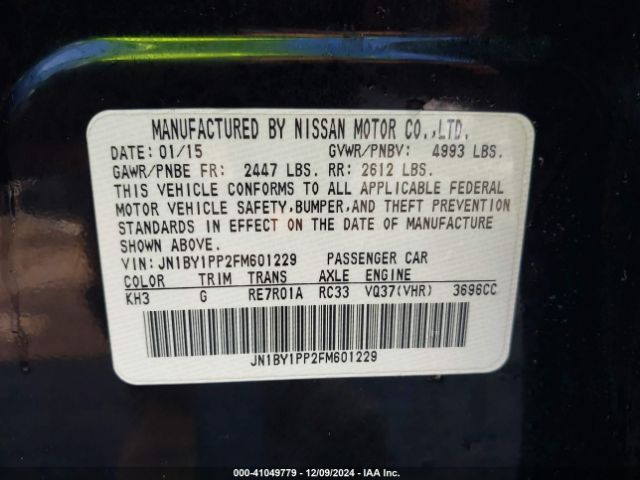 MANUFACTURED BY NISSAN MOTOR CO.,LTD.
DATE: 01/15 GVWR/PNBV: 4993 LBS.
GAWR/PNBE FR: 2447 LBS. RR: 2612 LBS.
THIS VEHICLE CONFORMS TO ALL APPLICABLE FEDERAL
MOTOR VEHICLE SAFETY,BUMPER,AND THEFT PREVENTION
STANDARDS IN EFFECT ON THE DATE OF MANUFACTURE
SHOWN ABOVE.
VIN: JN1BY1PP2FM601229 PASSENGER CAR
COLOR TRIM TRANS AXLE ENGINE
KH3 G RE7R01A RC33 VQ37(VHR) 3696CC
JN1BY1PP2FM601229
000-41049779 - 12/09/2024 - IAA Inc.